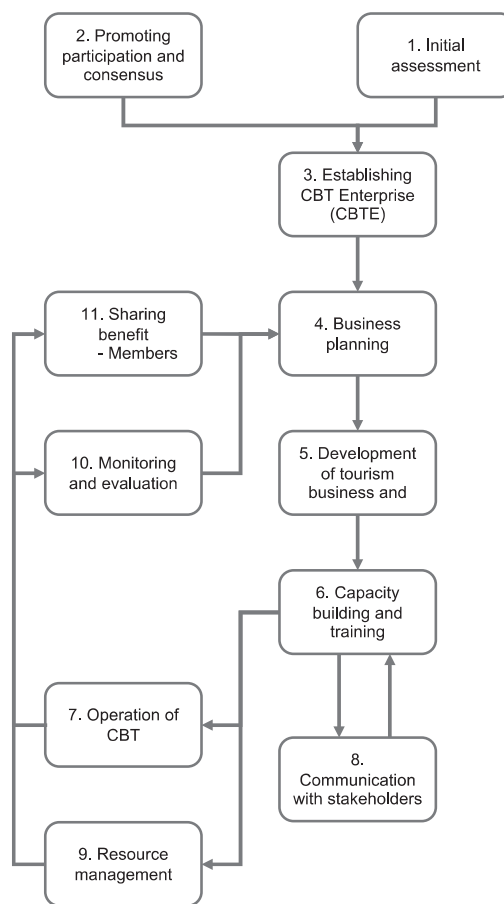 2. Promoting
participation and
consensus
1. Initial
assessment
3. Establishing
CBT Enterprise
(CBTE)
11. Sharing
benefit
- Members
4. Business
planning
10. Monitoring
and evaluation
5. Development
of tourism
business and
6. Capacity
building and
training
7. Operation of
CBT
8.
Communication
with stakeholders
9. Resource
management